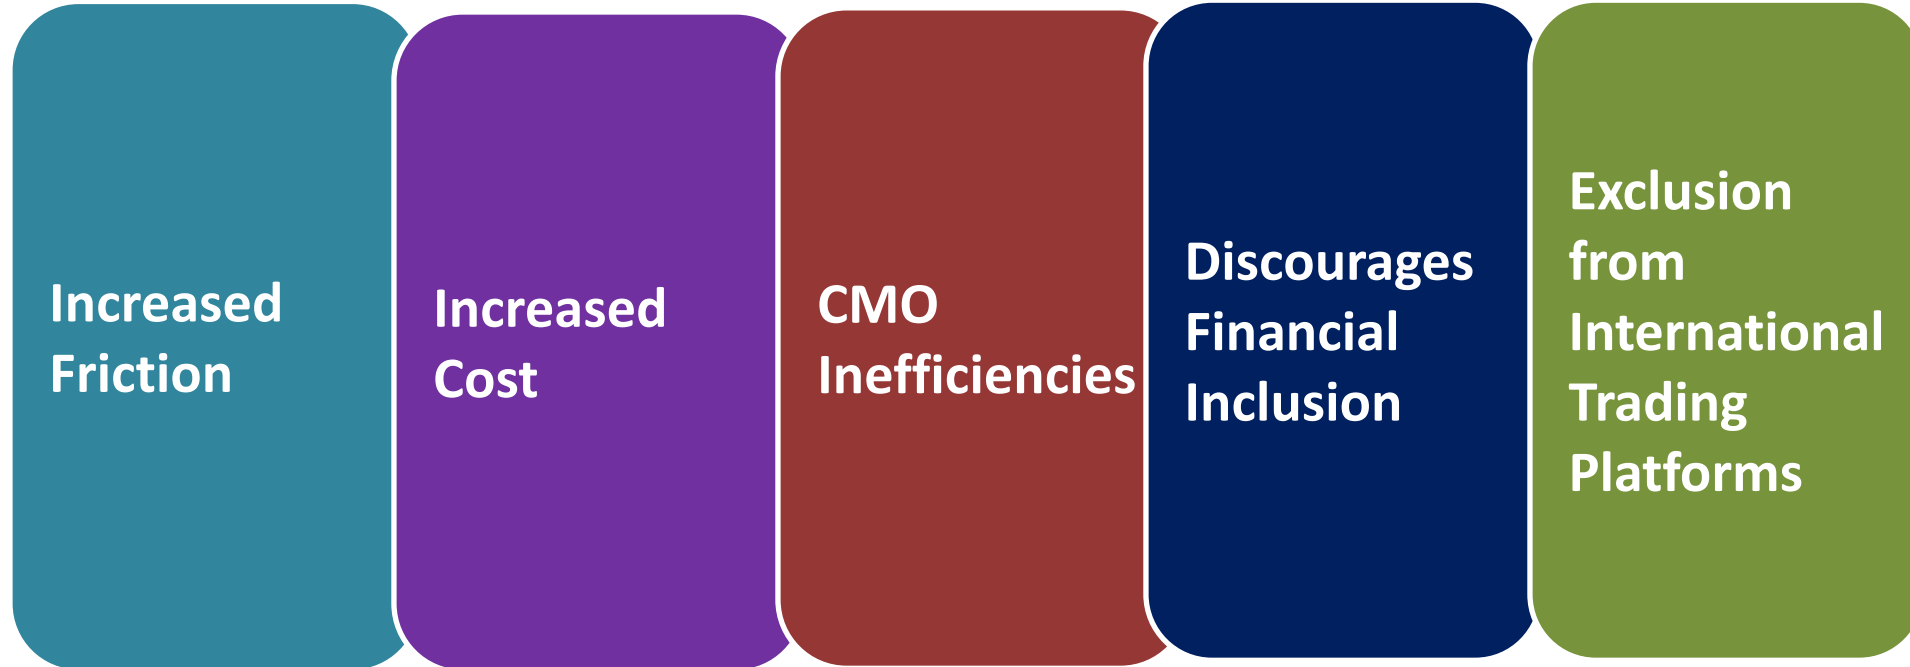 Increased
Friction
Increased
Cost
CMO
Inefficiencies
Discourages
Financial
Inclusion
Exclusion
from
International
Trading
Platforms